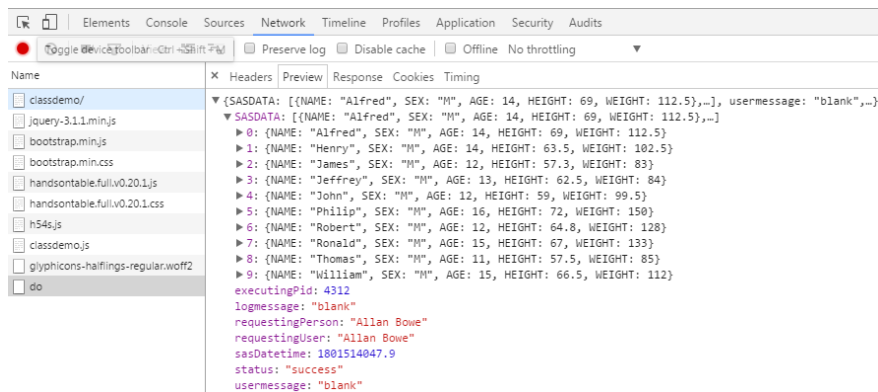 Elements Console Sources Network Timeline Profiles Application Security Audits
Toggle device toolbar Ctrl+Shift+M Preserve log Disable cache Offline No throttling
Name
× Headers Preview Response Cookies Timing
classdemo/
jquery-3.1.1.min.js
bootstrap.min.js
bootstrap.min.css
handsontable.full.v0.20.1.js
handsontable.full.v0.20.1.css
h54s.js
classdemo.js
glyphicons-halflings-regular.woff2
do
▼{SASDATA: [{NAME: "Alfred", SEX: "M", AGE: 14, HEIGHT: 69, WEIGHT: 112.5},…], usermessage: "blank",…}
▼SASDATA: [{NAME: "Alfred", SEX: "M", AGE: 14, HEIGHT: 69, WEIGHT: 112.5},…]
▶0: {NAME: "Alfred", SEX: "M", AGE: 14, HEIGHT: 69, WEIGHT: 112.5}
▶1: {NAME: "Henry", SEX: "M", AGE: 14, HEIGHT: 63.5, WEIGHT: 102.5}
▶2: {NAME: "James", SEX: "M", AGE: 12, HEIGHT: 57.3, WEIGHT: 83}
▶3: {NAME: "Jeffrey", SEX: "M", AGE: 13, HEIGHT: 62.5, WEIGHT: 84}
▶4: {NAME: "John", SEX: "M", AGE: 12, HEIGHT: 59, WEIGHT: 99.5}
▶5: {NAME: "Philip", SEX: "M", AGE: 16, HEIGHT: 72, WEIGHT: 150}
▶6: {NAME: "Robert", SEX: "M", AGE: 12, HEIGHT: 64.8, WEIGHT: 128}
▶7: {NAME: "Ronald", SEX: "M", AGE: 15, HEIGHT: 67, WEIGHT: 133}
▶8: {NAME: "Thomas", SEX: "M", AGE: 11, HEIGHT: 57.5, WEIGHT: 85}
▶9: {NAME: "William", SEX: "M", AGE: 15, HEIGHT: 66.5, WEIGHT: 112}
executingPid: 4312
logmessage: "blank"
requestingPerson: "Allan Bowe"
requestingUser: "Allan Bowe"
sasDatetime: 1801514047.9
status: "success"
usermessage: "blank"